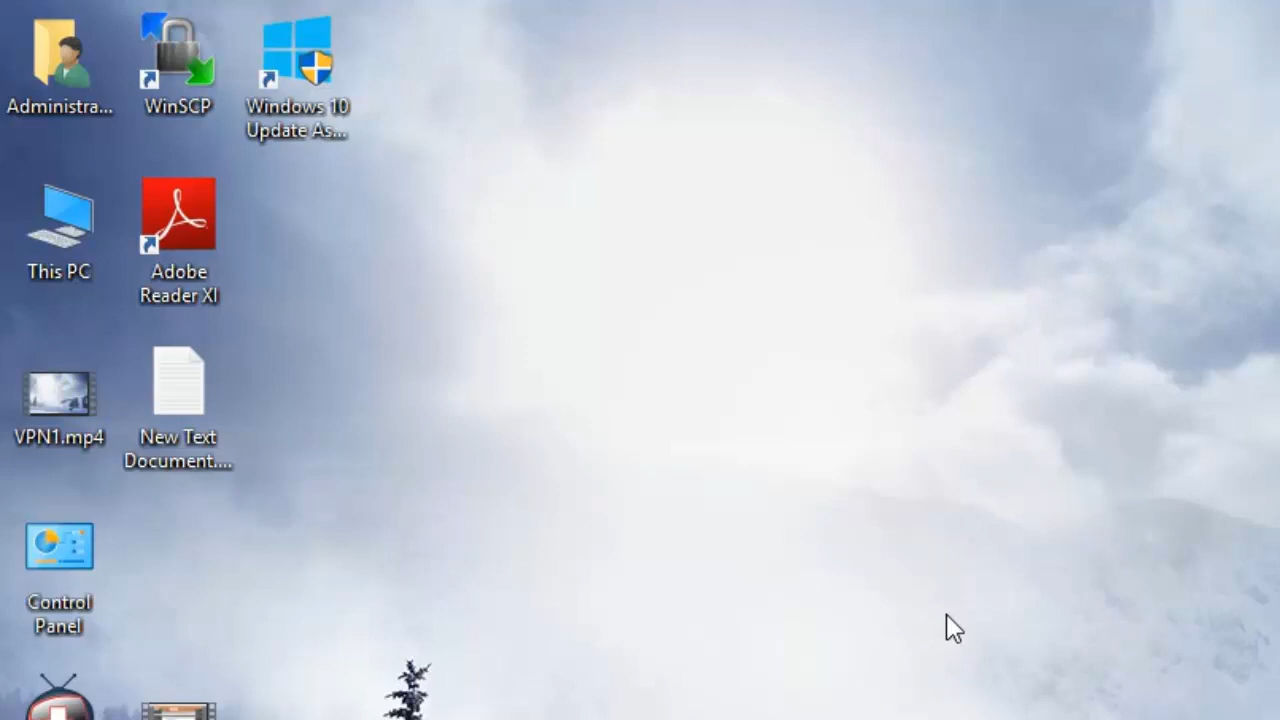 Administra...
WinSCP
Windows 10
Update As...
This PC
Adobe
Reader XI
VPN1.mp4
New Text
Document....
Control
Panel